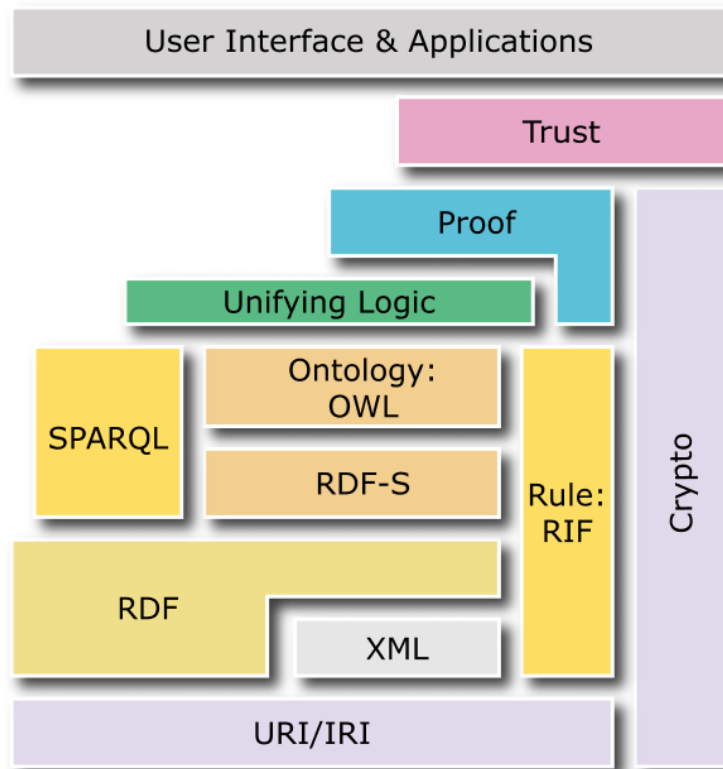 User Interface & Applications
Trust
Proof
Unifying Logic
SPARQL
Ontology:
OWL
RDF-S
Rule:
RIF
Crypto
RDF
XML
URI/IRI